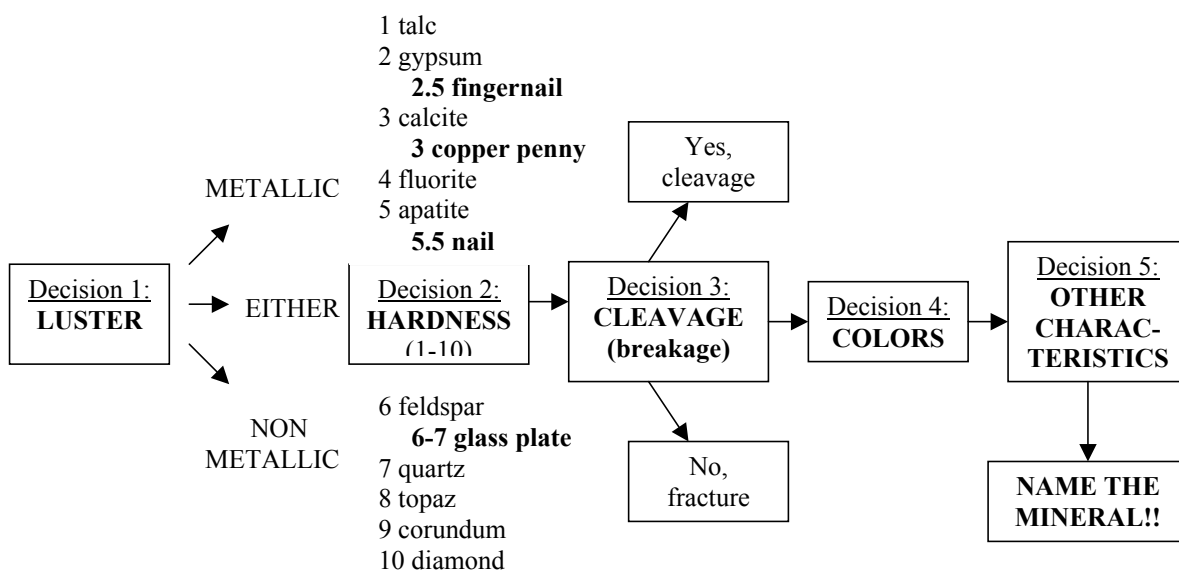 1 talc
2 gypsum
2.5 fingernail
3 calcite
3 copper penny
4 fluorite
5 apatite
5.5 nail
METALLIC
EITHER
NON
METALLIC
Decision 1:
LUSTER
Decision 2:
HARDNESS
(1-10)
6 feldspar
6-7 glass plate
7 quartz
8 topaz
9 corundum
10 diamond
Yes,
cleavage
Decision 3:
CLEAVAGE
(breakage)
No,
fracture
Decision 4:
COLORS
Decision 5:
OTHER
CHARAC-
TERISTICS
NAME THE
MINERAL!!